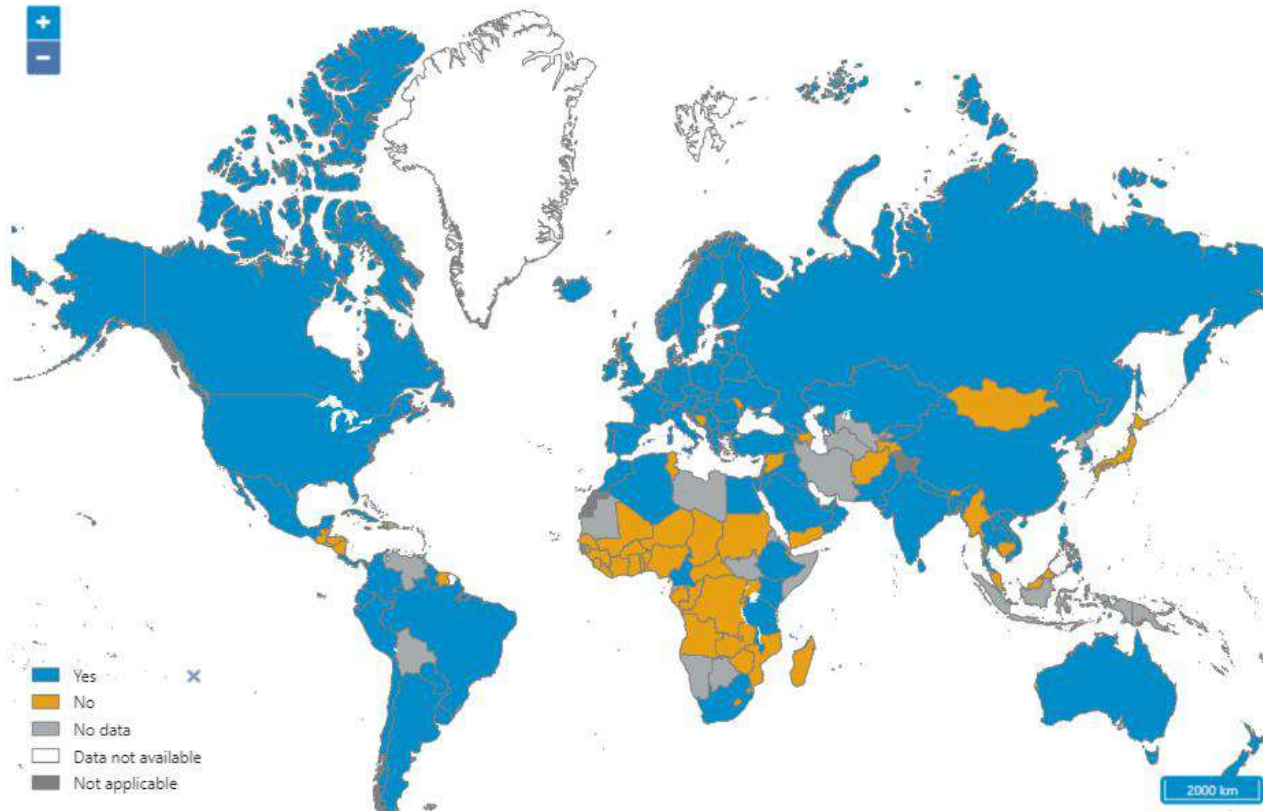 +
−
Yes
No
No data
Data not available
Not applicable
2000 km